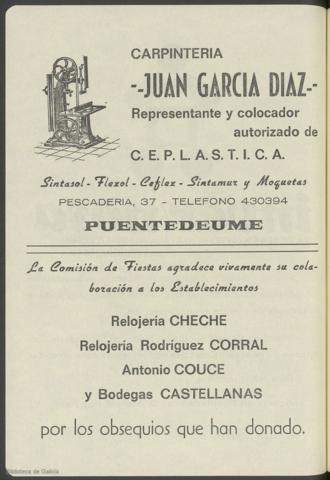 CARPINTERIA
--JUAN GARCIA DIAZ.-
Representante y colocador
autorizado de
C.E.P.L.A.S.T.I.C.A.
Sintasol - Flexol - Ceflex - Sintamur y Moquetas
PESCADERIA, 37 - TELEFONO 430394
PUENTEDEUME
La Comisión de Fiestas agradece vivamente su cola-
boración a los Establecimientos
Relojería CHECHE
Relojería Rodríguez CORRAL
Antonio COUCE
y Bodegas CASTELLANAS
por los obsequios que han donado.
Biblioteca de Galicia